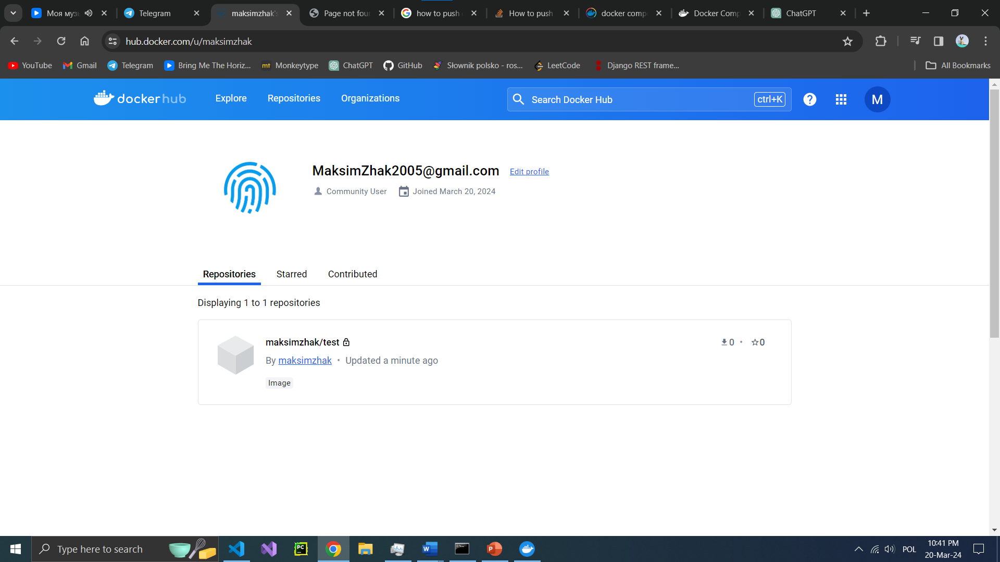 Моя музы
Telegram
maksimzhak's
Page not foun
how to push
How to push
docker comp
Docker Comp
ChatGPT
hub.docker.com/u/maksimzhak
YouTube
Gmail
Telegram
Bring Me The Horiz...
mt Monkeytype
ChatGPT
GitHub
Słownik polsko - ros...
LeetCode
Django REST frame...
All Bookmarks
dockerhub
Explore
Repositories
Organizations
Search Docker Hub
ctrl+K
M
MaksimZhak2005@gmail.com
Edit profile
Community User
Joined March 20, 2024
Repositories
Starred
Contributed
Displaying 1 to 1 repositories
maksimzhak/test
0 • 0
By maksimzhak • Updated a minute ago
Image
Type here to search
PC
W
P
POL
10:41 PM
20-Mar-24